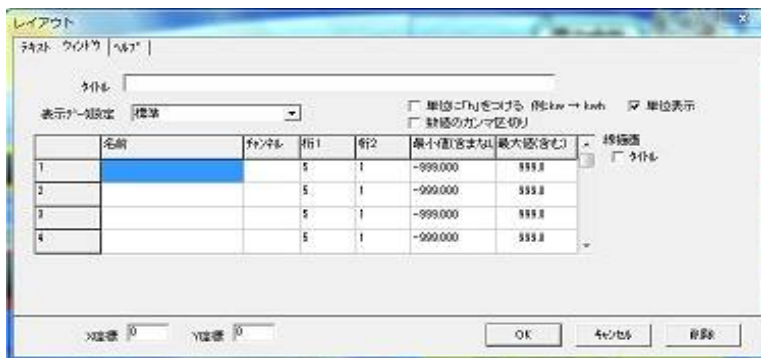 レイアウト
テキスト ウィンドウ ヘルプ
タイトル
表示データ設定 標準
単位に「h」をつける 例:kw → kwh 単位表示
数値のカンマ区切り
名前 チャンネル 桁1 桁2 最小値(含まない 最大値(含む)
タイトル
1 5 1 -999.000 999.0
2 5 1 -999.000 999.0
3 5 1 -999.000 999.0
4 5 1 -999.000 999.0
X座標 0 Y座標 0 OK キャンセル 削除